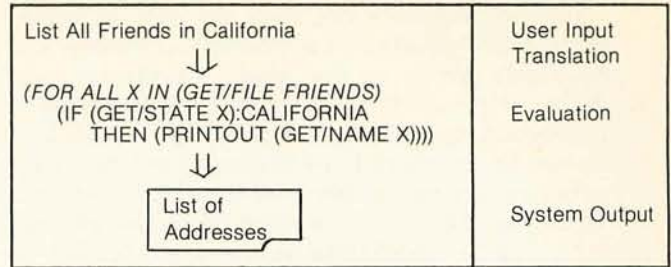 List All Friends in California
User Input
Translation
(FOR ALL X IN (GET/FILE FRIENDS)
(IF (GET/STATE X):CALIFORNIA
THEN (PRINTOUT (GET/NAME X))))
Evaluation
List of
Addresses
System Output